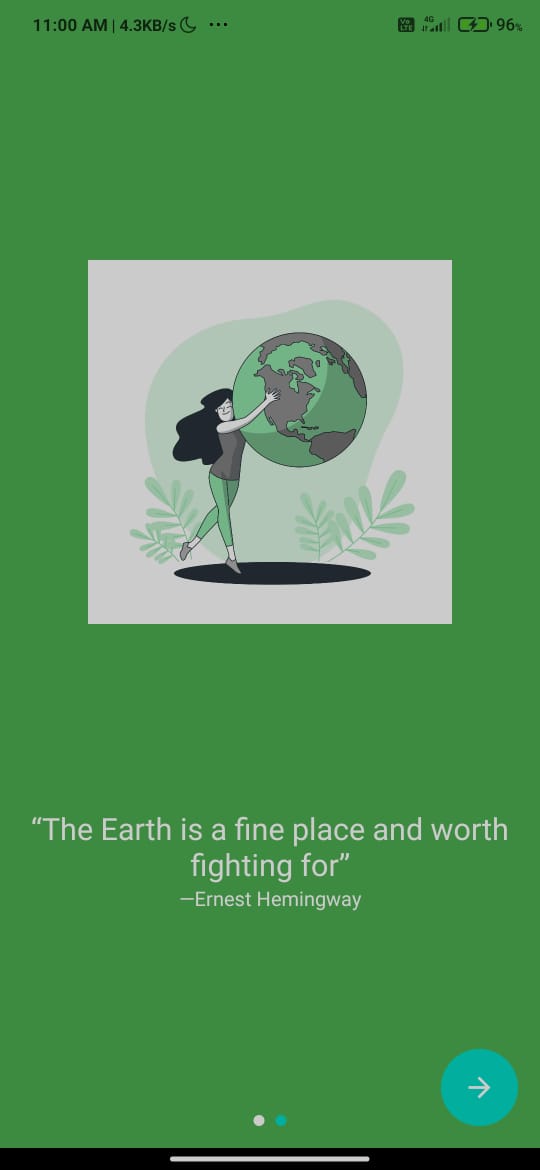 11:00 AM | 4.3KB/s ...
Vo LTE 4G 96%
“The Earth is a fine place and worth
fighting for”
—Ernest Hemingway